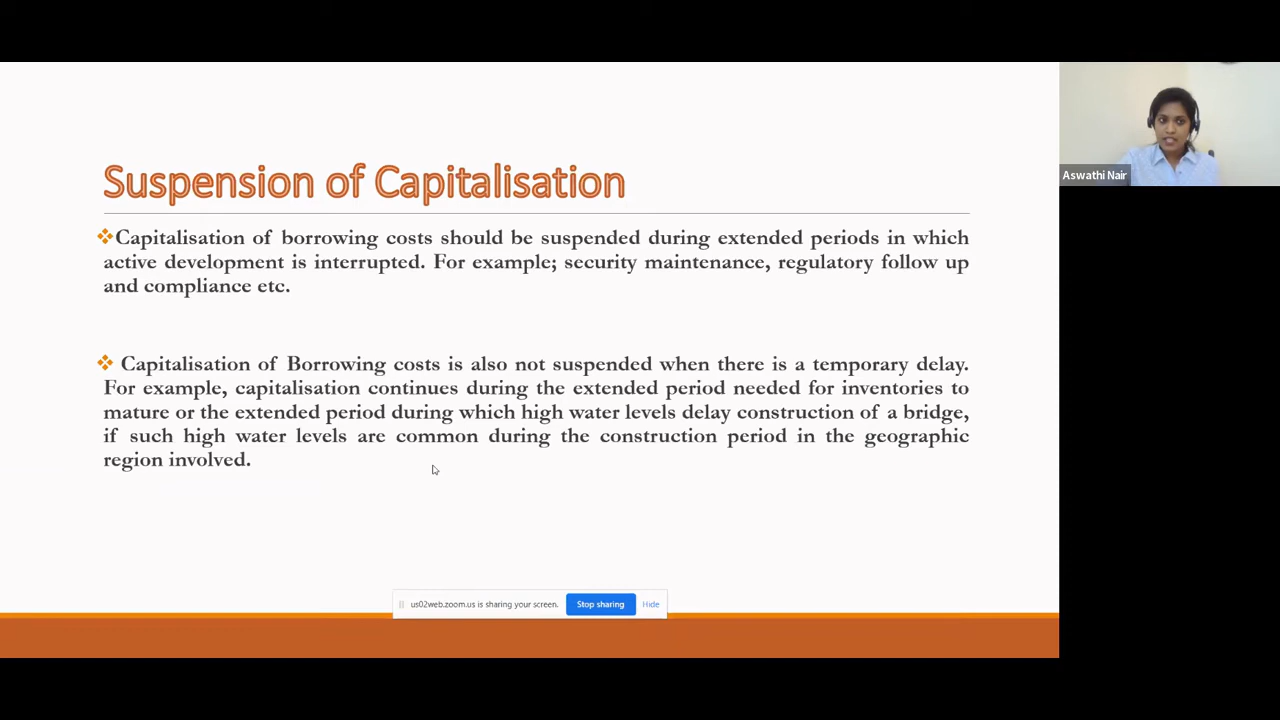 Suspension of Capitalisation
❖Capitalisation of borrowing costs should be suspended during extended periods in which
active development is interrupted. For example; security maintenance, regulatory follow up
and compliance etc.
❖ Capitalisation of Borrowing costs is also not suspended when there is a temporary delay.
For example, capitalisation continues during the extended period needed for inventories to
mature or the extended period during which high water levels delay construction of a bridge,
if such high water levels are common during the construction period in the geographic
region involved.
us02web.zoom.us is sharing your screen. Stop sharing Hide
Aswathi Nair